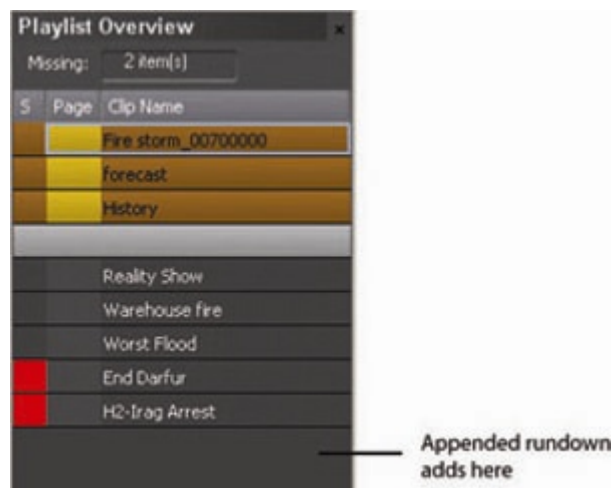 Playlist Overview
×
Missing: 2 item(s)
S Page Clip Name
Fire storm_00700000
forecast
History
Reality Show
Warehouse fire
Worst Flood
End Darfur
H2-Irag Arrest
Appended rundown
adds here